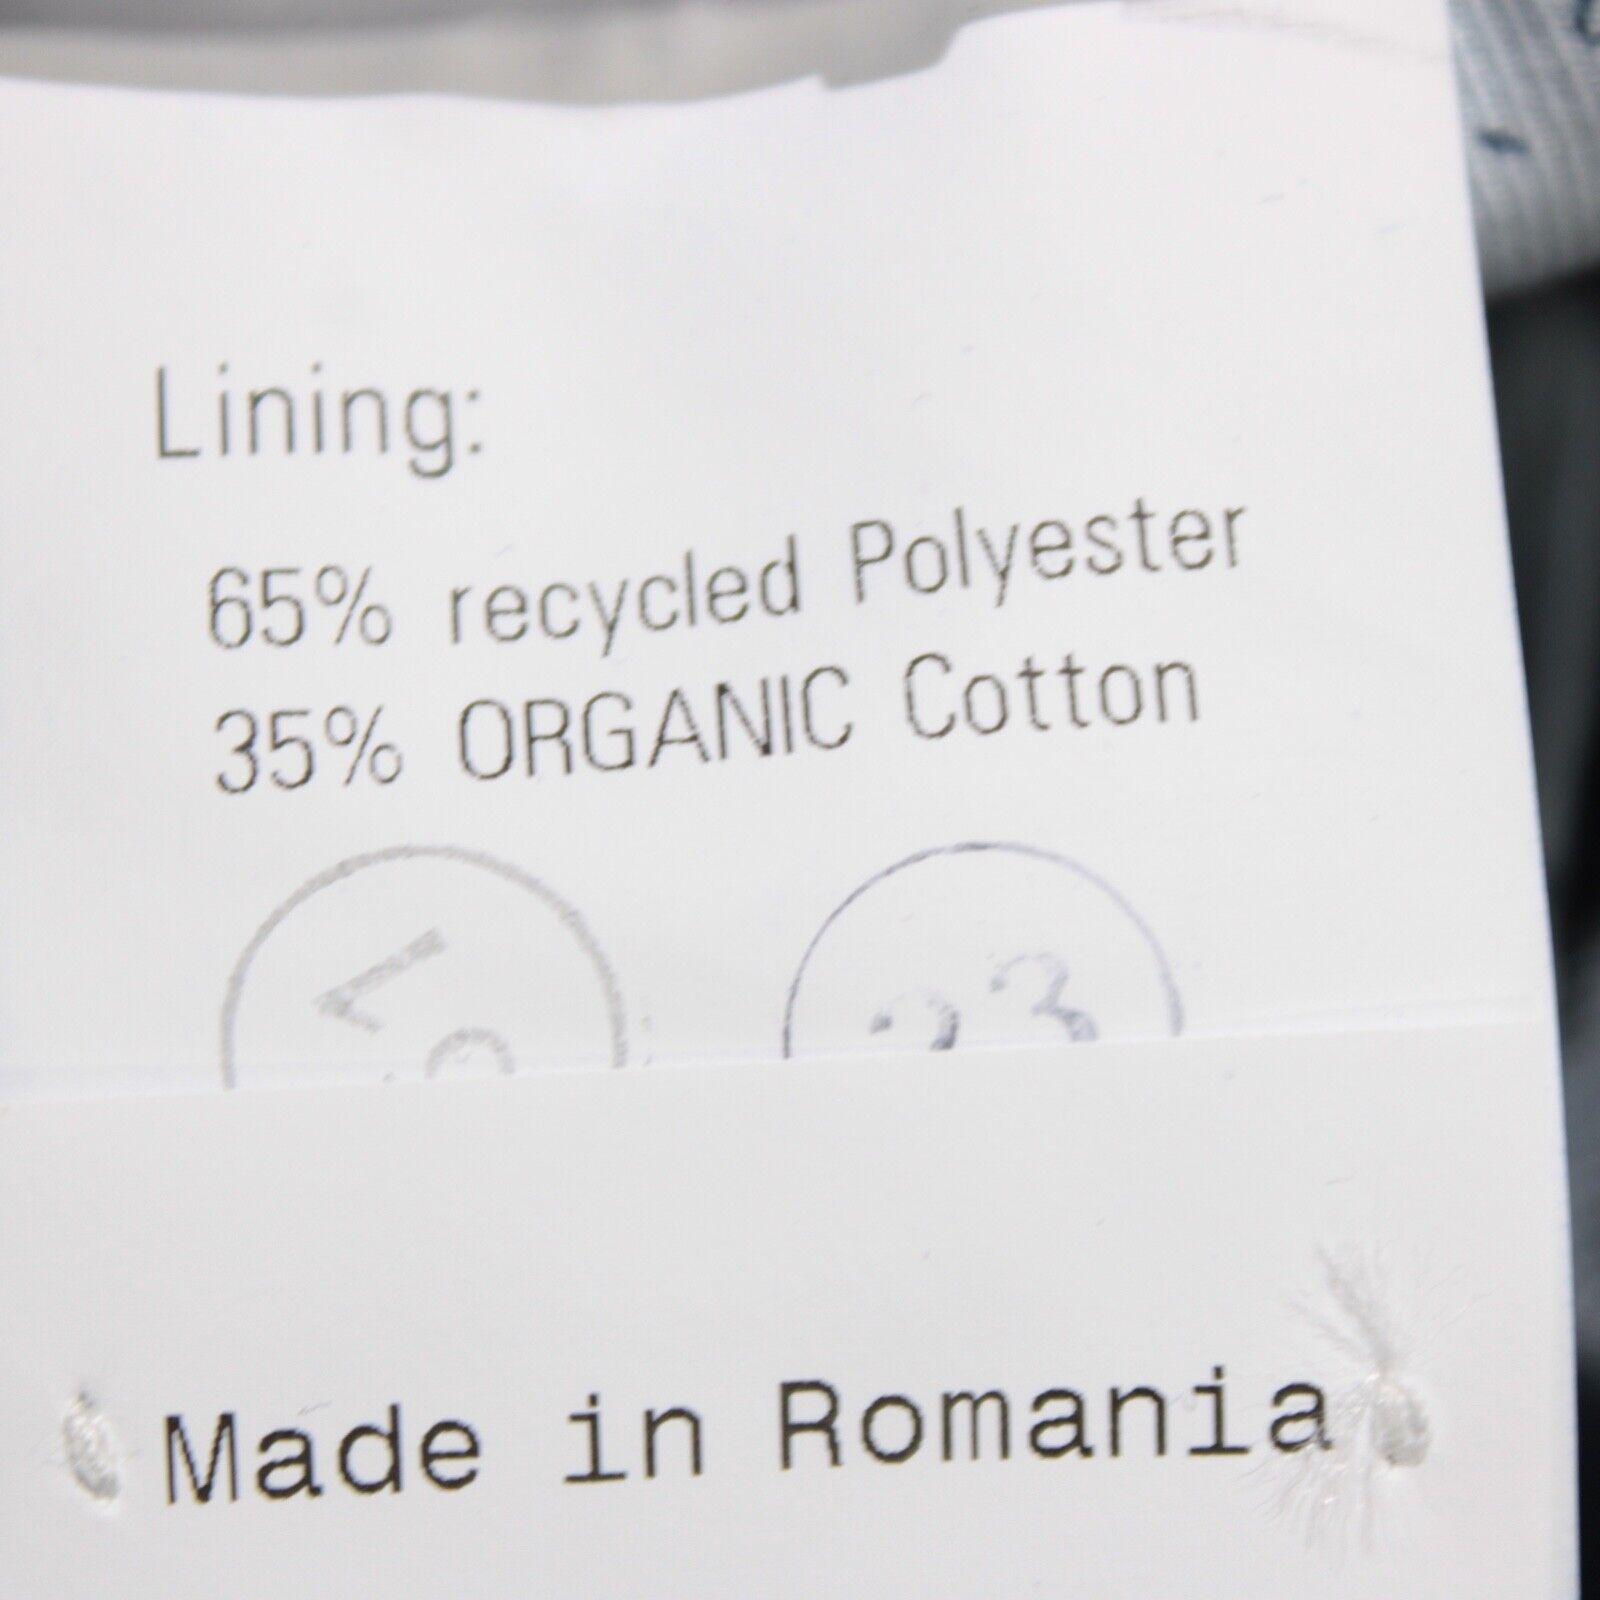 Lining:
65% recycled Polyester
35% ORGANIC Cotton
Made in Romania